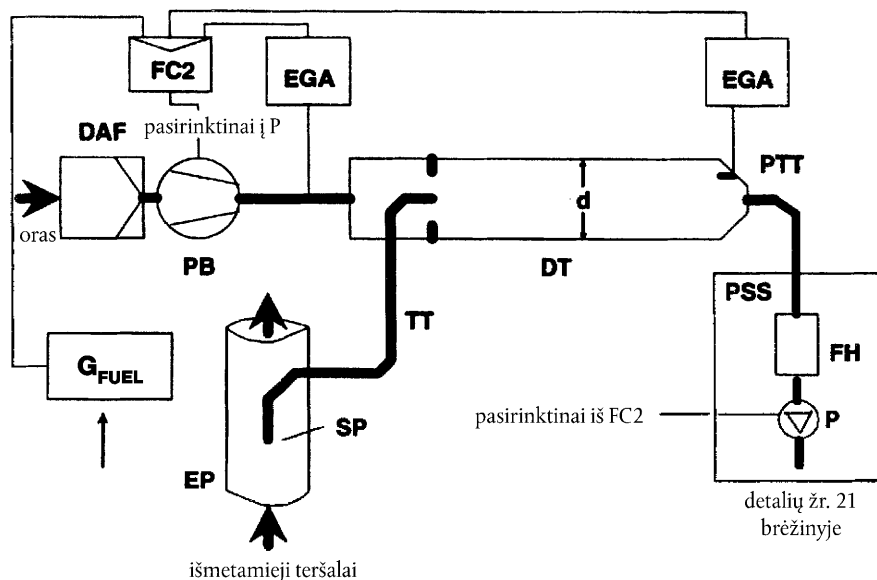 FC2
EGA
EGA
DAF
pasirinktinai į P
PTT
oras
d
PB
DT
PSS
TT
FH
G FUEL
SP
pasirinktinai iš FC2
P
EP
detalių žr. 21
brėžinyje
išmetamieji teršalai